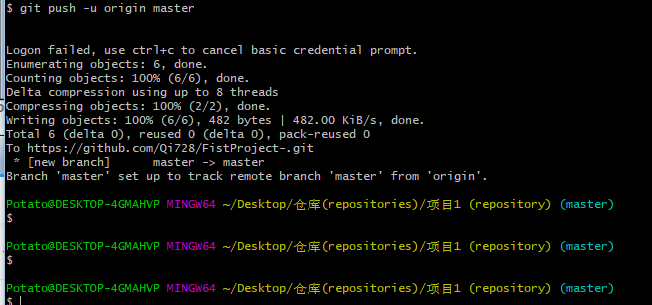 $ git push -u origin master
Logon failed, use ctrl+c to cancel basic credential prompt.
Enumerating objects: 6, done.
Counting objects: 100% (6/6), done.
Delta compression using up to 8 threads
Compressing objects: 100% (2/2), done.
Writing objects: 100% (6/6), 482 bytes | 482.00 KiB/s, done.
Total 6 (delta 0), reused 0 (delta 0), pack-reused 0
To https://github.com/Qi728/FistProject-.git
 * [new branch]      master -> master
Branch 'master' set up to track remote branch 'master' from 'origin'.
Potato@DESKTOP-4GMAHVP MINGW64 ~/Desktop/仓库(repositories)/项目1 (repository) (master)
$
Potato@DESKTOP-4GMAHVP MINGW64 ~/Desktop/仓库(repositories)/项目1 (repository) (master)
$
Potato@DESKTOP-4GMAHVP MINGW64 ~/Desktop/仓库(repositories)/项目1 (repository) (master)
$